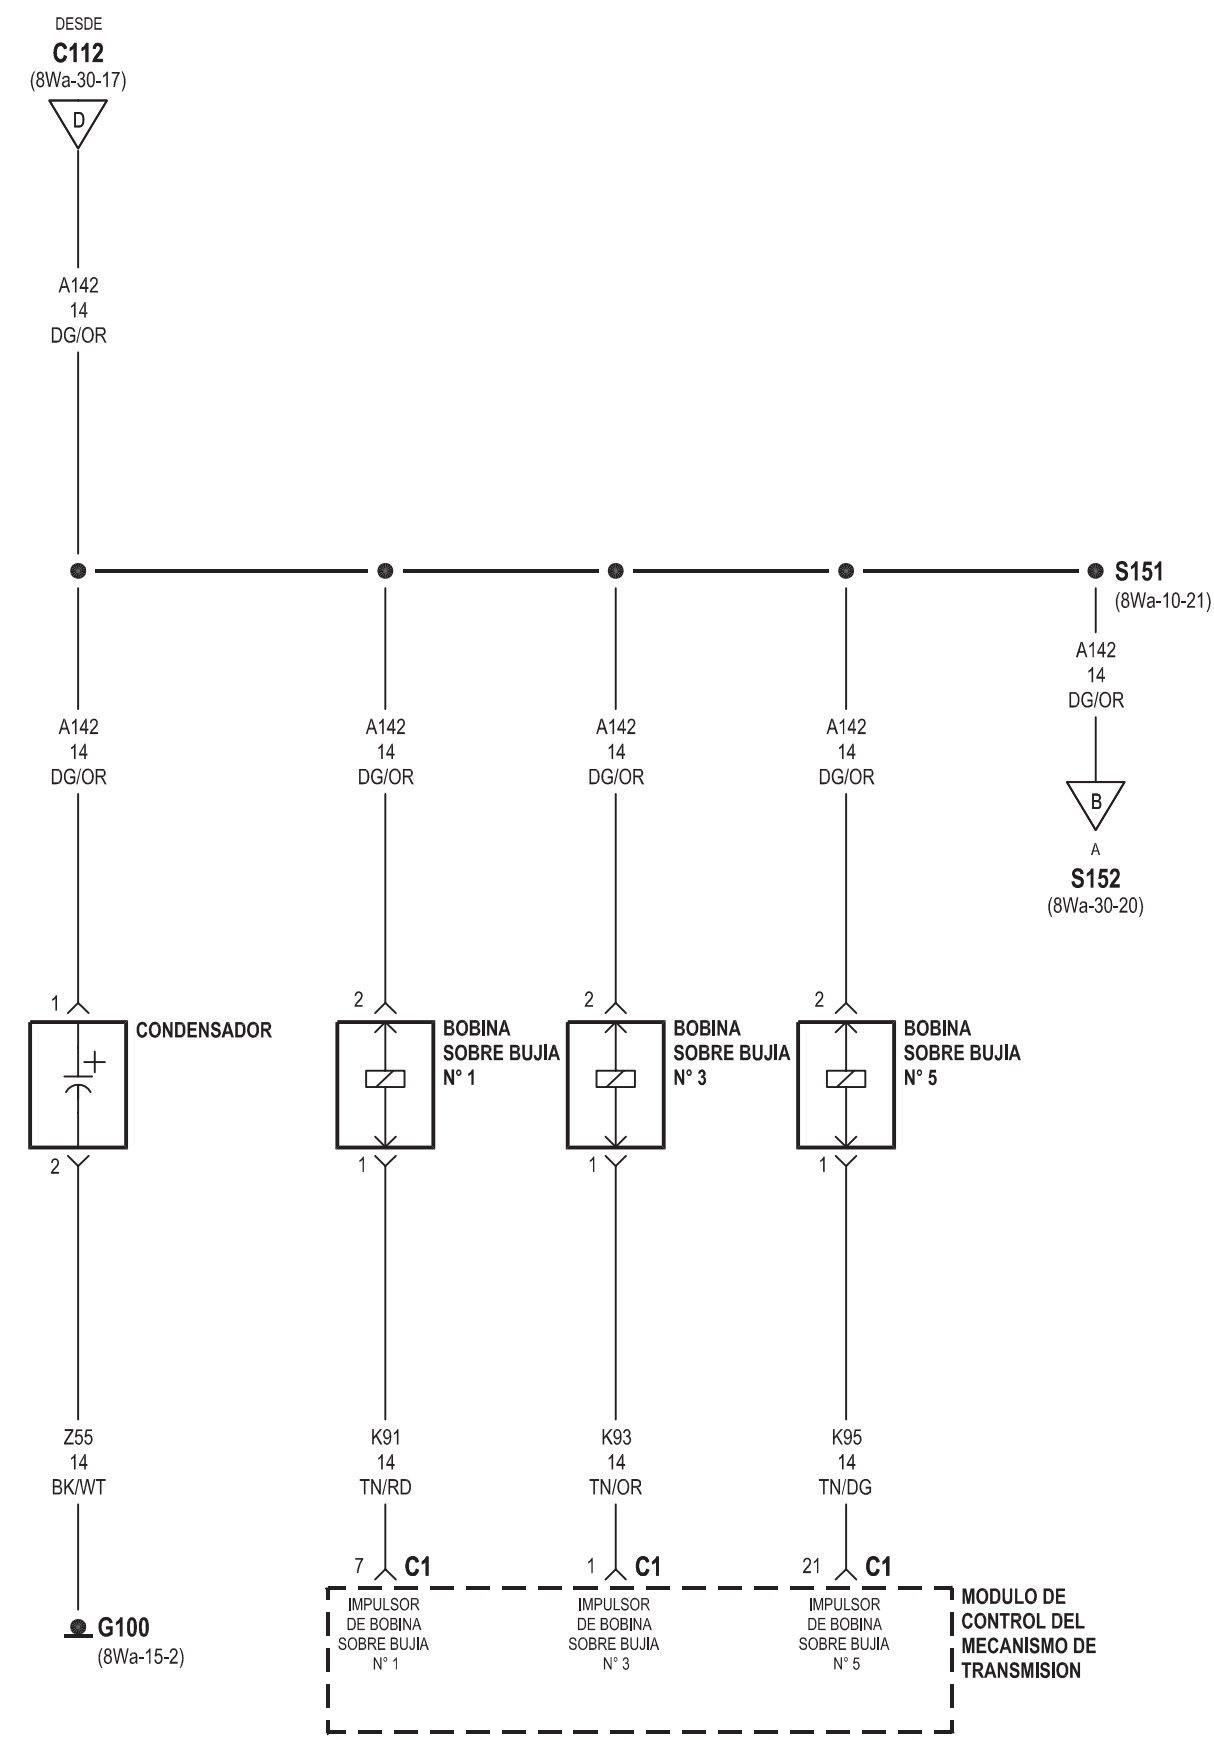 DESDE
C112
(8Wa-30-17)
D
A142
14
DG/OR
S151
(8Wa-10-21)
A142
14
DG/OR
A142
14
DG/OR
A142
14
DG/OR
A142
14
DG/OR
A142
14
DG/OR
B
A
S152
(8Wa-30-20)
1
CONDENSADOR
+
2
2
BOBINA
SOBRE BUJIA
N° 1
1
2
BOBINA
SOBRE BUJIA
N° 3
1
2
BOBINA
SOBRE BUJIA
N° 5
1
Z55
14
BK/WT
K91
14
TN/RD
K93
14
TN/OR
K95
14
TN/DG
G100
(8Wa-15-2)
7 C1
IMPULSOR
DE BOBINA
SOBRE BUJIA
N° 1
1 C1
IMPULSOR
DE BOBINA
SOBRE BUJIA
N° 3
21 C1
IMPULSOR
DE BOBINA
SOBRE BUJIA
N° 5
MODULO DE
CONTROL DEL
MECANISMO DE
TRANSMISION